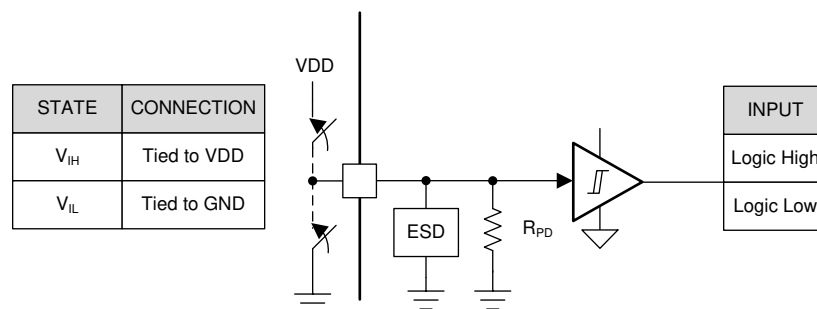 VDD
STATE CONNECTION
V_IH Tied to VDD
V_IL Tied to GND
ESD
R_PD
INPUT
Logic High
Logic Low